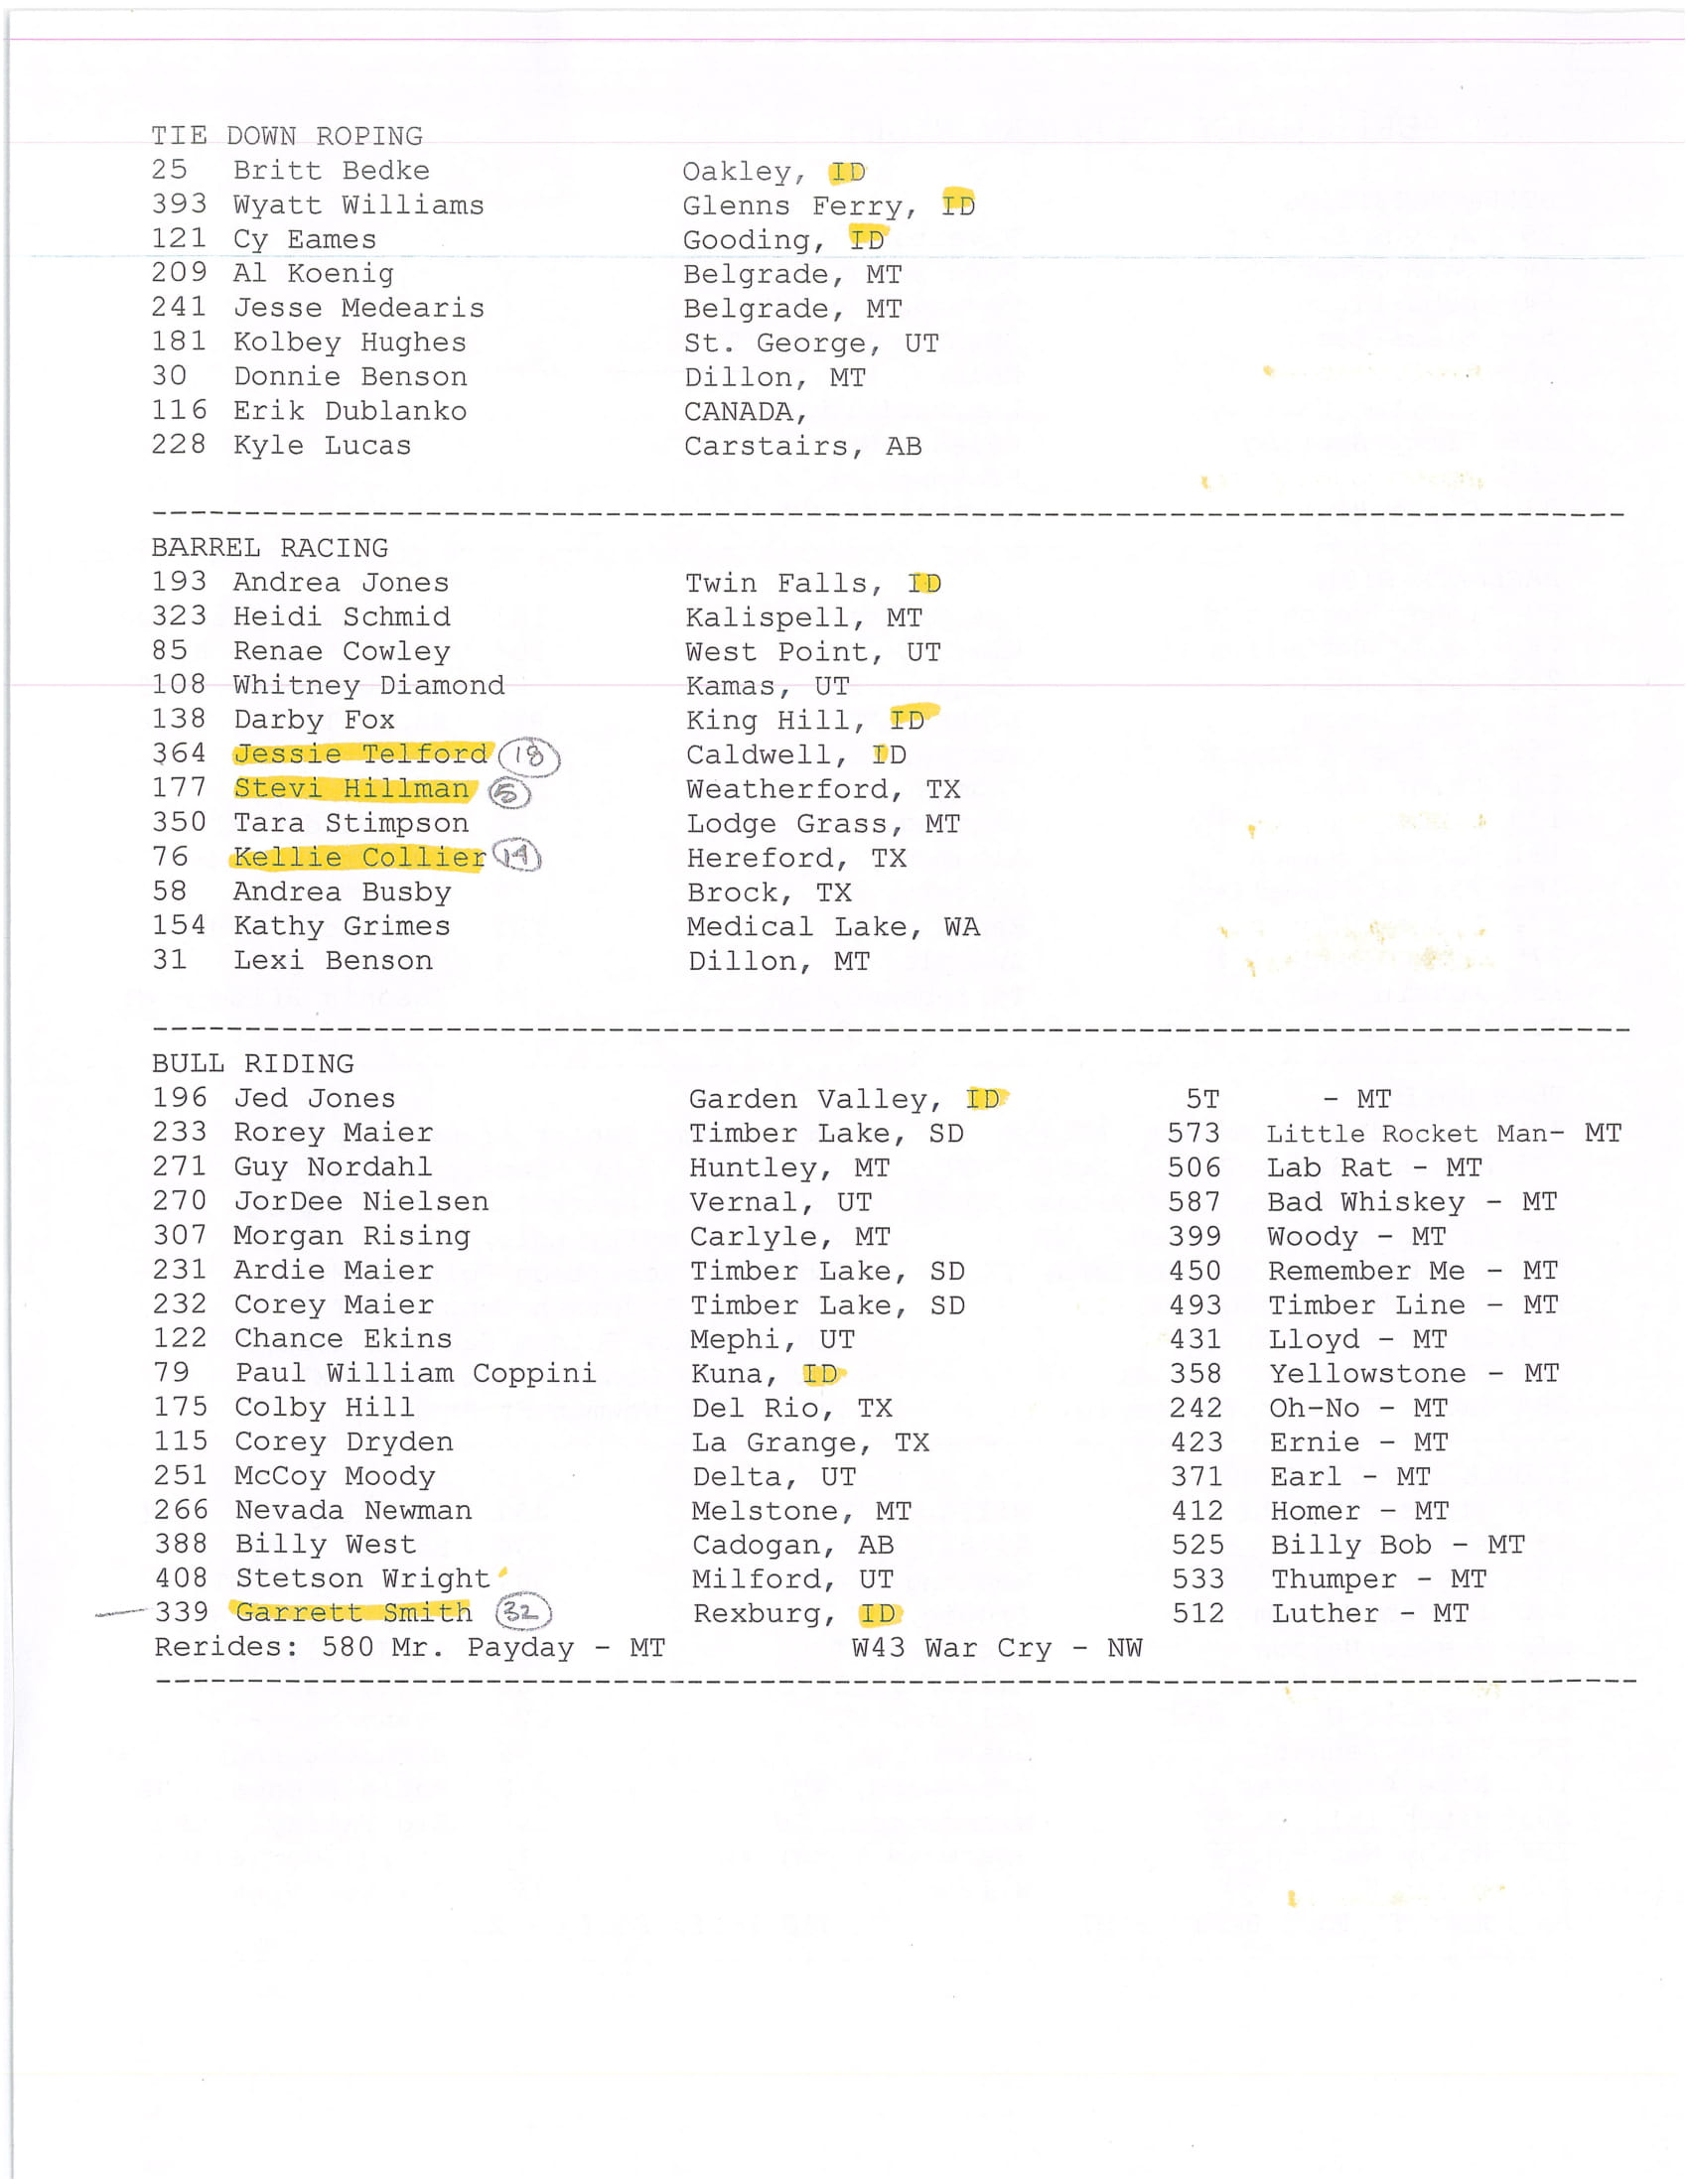 TIE DOWN ROPING
25 Britt Bedke Oakley, ID
393 Wyatt Williams Glenns Ferry, ID
121 Cy Eames Gooding, ID
209 Al Koenig Belgrade, MT
241 Jesse Medearis Belgrade, MT
181 Kolbey Hughes St. George, UT
30 Donnie Benson Dillon, MT
116 Erik Dublanko CANADA,
228 Kyle Lucas Carstairs, AB
BARREL RACING
193 Andrea Jones Twin Falls, ID
323 Heidi Schmid Kalispell, MT
85 Renae Cowley West Point, UT
108 Whitney Diamond Kamas, UT
138 Darby Fox King Hill, ID
364 Jessie Telford 18 Caldwell, ID
177 Stevi Hillman 5 Weatherford, TX
350 Tara Stimpson Lodge Grass, MT
76 Kellie Collier 14 Hereford, TX
58 Andrea Busby Brock, TX
154 Kathy Grimes Medical Lake, WA
31 Lexi Benson Dillon, MT
BULL RIDING
196 Jed Jones Garden Valley, ID 5T - MT
233 Rorey Maier Timber Lake, SD 573 Little Rocket Man- MT
271 Guy Nordahl Huntley, MT 506 Lab Rat - MT
270 JorDee Nielsen Vernal, UT 587 Bad Whiskey - MT
307 Morgan Rising Carlyle, MT 399 Woody - MT
231 Ardie Maier Timber Lake, SD 450 Remember Me - MT
232 Corey Maier Timber Lake, SD 493 Timber Line - MT
122 Chance Ekins Mephi, UT 431 Lloyd - MT
79 Paul William Coppini Kuna, ID 358 Yellowstone - MT
175 Colby Hill Del Rio, TX 242 Oh-No - MT
115 Corey Dryden La Grange, TX 423 Ernie - MT
251 McCoy Moody Delta, UT 371 Earl - MT
266 Nevada Newman Melstone, MT 412 Homer - MT
388 Billy West Cadogan, AB 525 Billy Bob - MT
408 Stetson Wright Milford, UT 533 Thumper - MT
339 Garrett Smith 32 Rexburg, ID 512 Luther - MT
Rerides: 580 Mr. Payday - MT W43 War Cry - NW